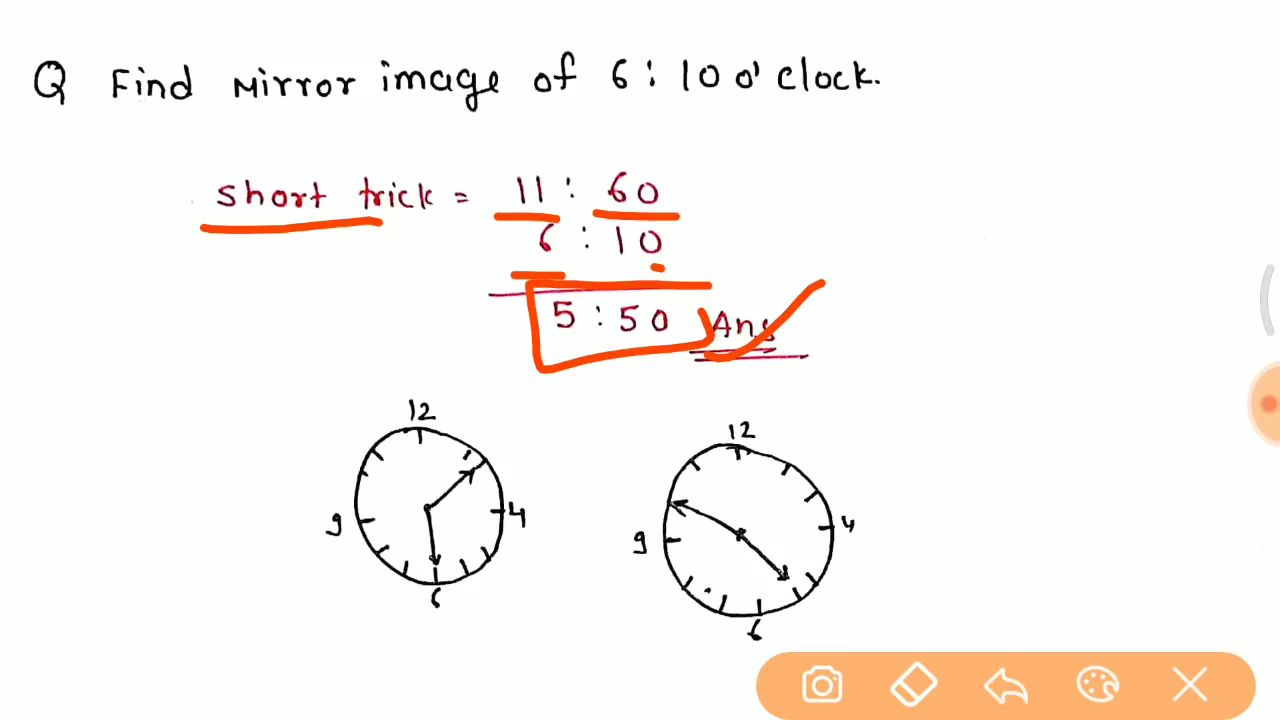 Q Find Mirror image of 6:10 o'clock.
short trick = 11 : 60
6 : 10
5 : 50 Ans
12
4
9
6
12
4
9
6